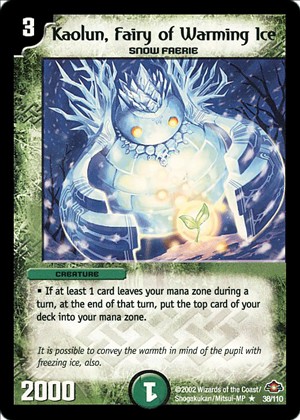 3
Kaolun, Fairy of Warming Ice
SNOW FAERIE
CREATURE
▪ If at least 1 card leaves your mana zone during a
turn, at the end of that turn, put the top card of your
deck into your mana zone.
It is possible to convey the warmth in mind of the pupil with
freezing ice, also.
2000
1
©2002 Wizards of the Coast/
Shogakukan/Mitsui-MP ★ 38/110